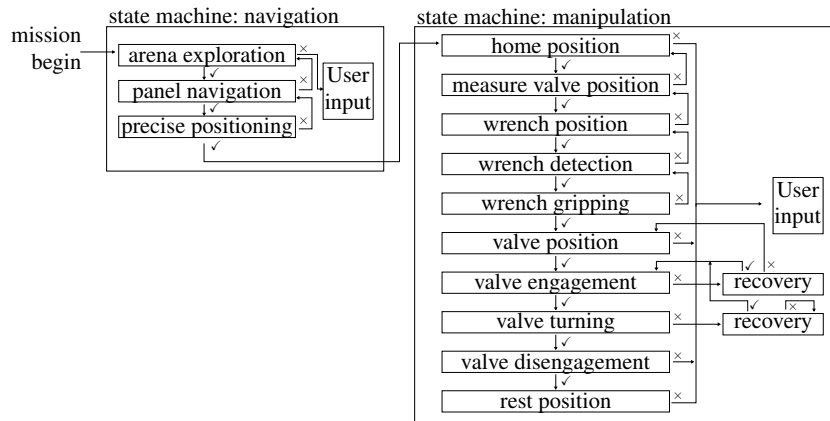 state machine: navigation
mission
begin
arena exploration
×
✓
panel navigation
×
✓
precise positioning
×
✓
User
input
state machine: manipulation
home position
×
✓
measure valve position
×
✓
wrench position
×
✓
wrench detection
×
✓
wrench gripping
×
✓
valve position
×
✓
valve engagement
×
✓
valve turning
×
✓
valve disengagement
×
✓
rest position
×
User
input
✓ ×
recovery
✓ ×
recovery